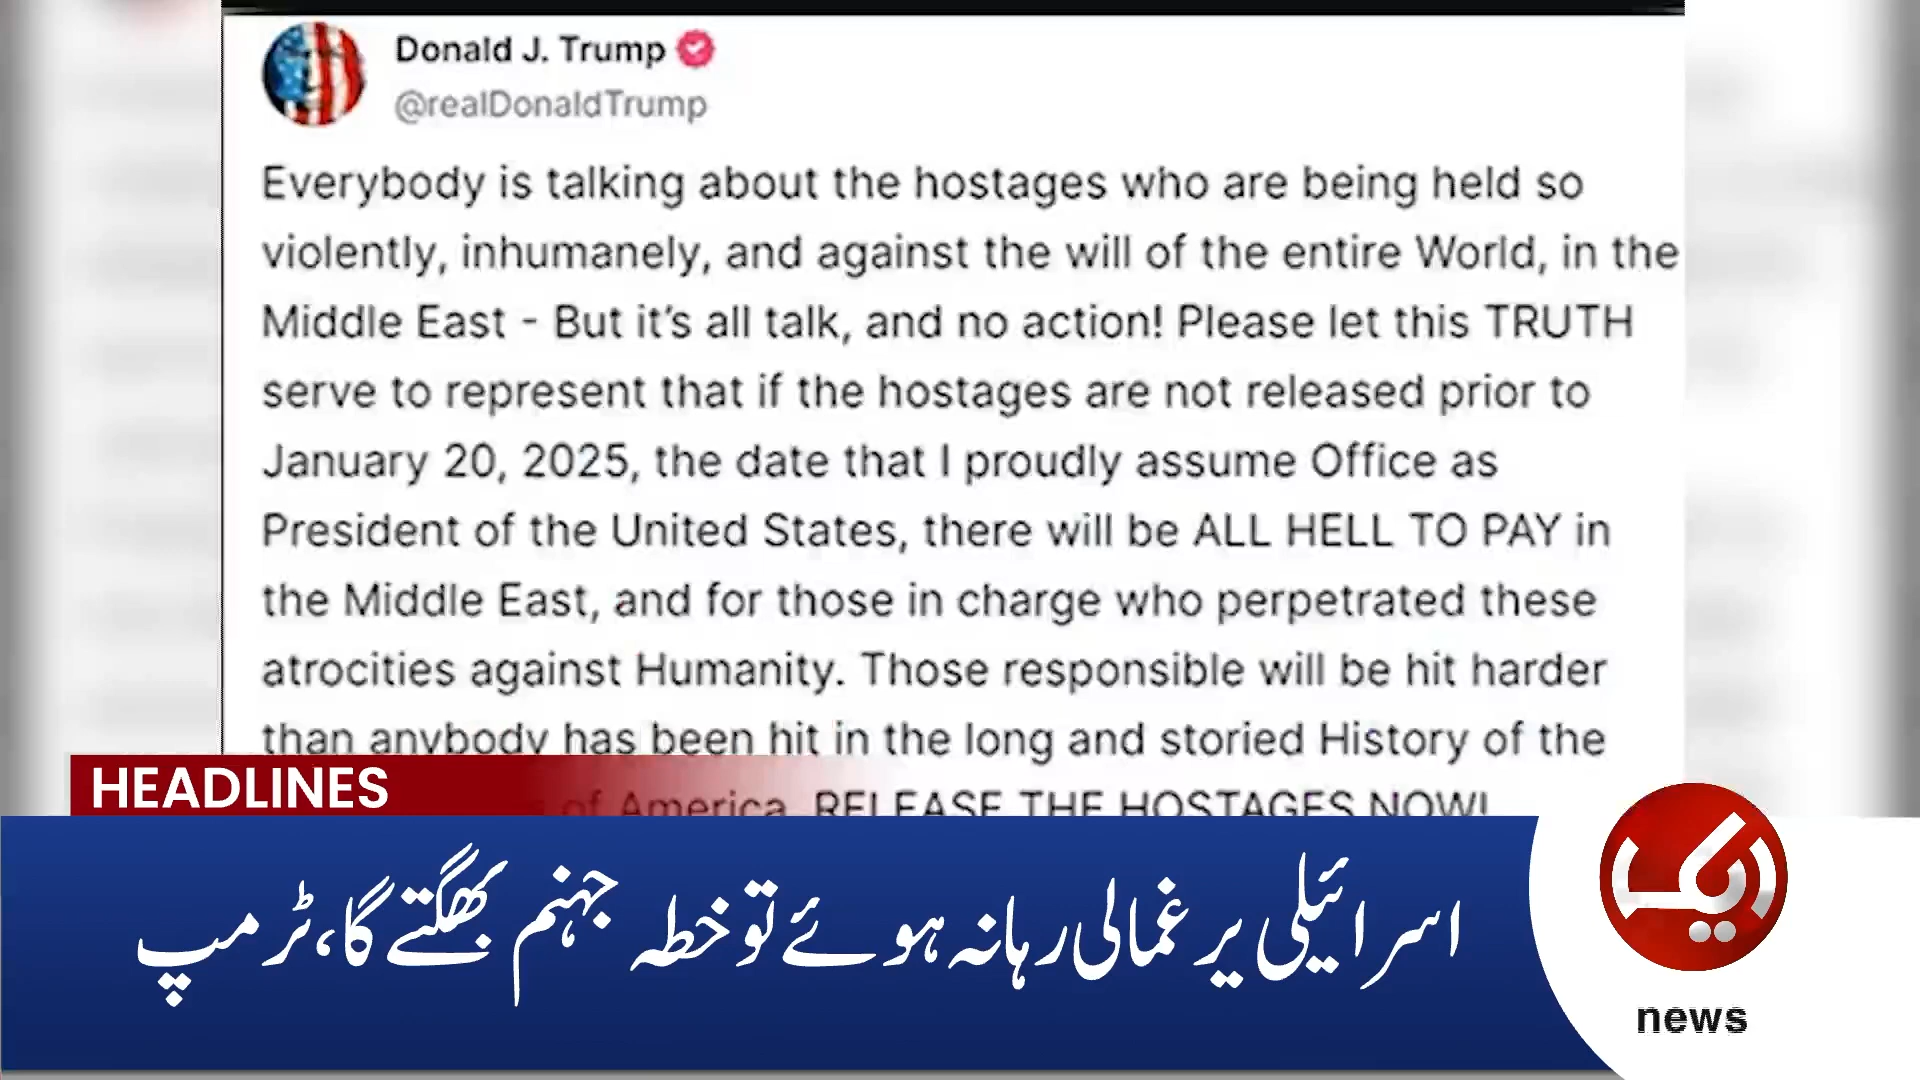 Donald J. Trump
@realDonaldTrump
Everybody is talking about the hostages who are being held so
violently, inhumanely, and against the will of the entire World, in the
Middle East - But it's all talk, and no action! Please let this TRUTH
serve to represent that if the hostages are not released prior to
January 20, 2025, the date that I proudly assume Office as
President of the United States, there will be ALL HELL TO PAY in
the Middle East, and for those in charge who perpetrated these
atrocities against Humanity. Those responsible will be hit harder
than anybody has been hit in the long and storied History of the
of America. RELEASE THE HOSTAGES NOW!
HEADLINES
اسرائیلی یرغمالی رہا نہ ہوئے تو خطہ جہنم بھگتے گا، ٹرمپ
ایک
news